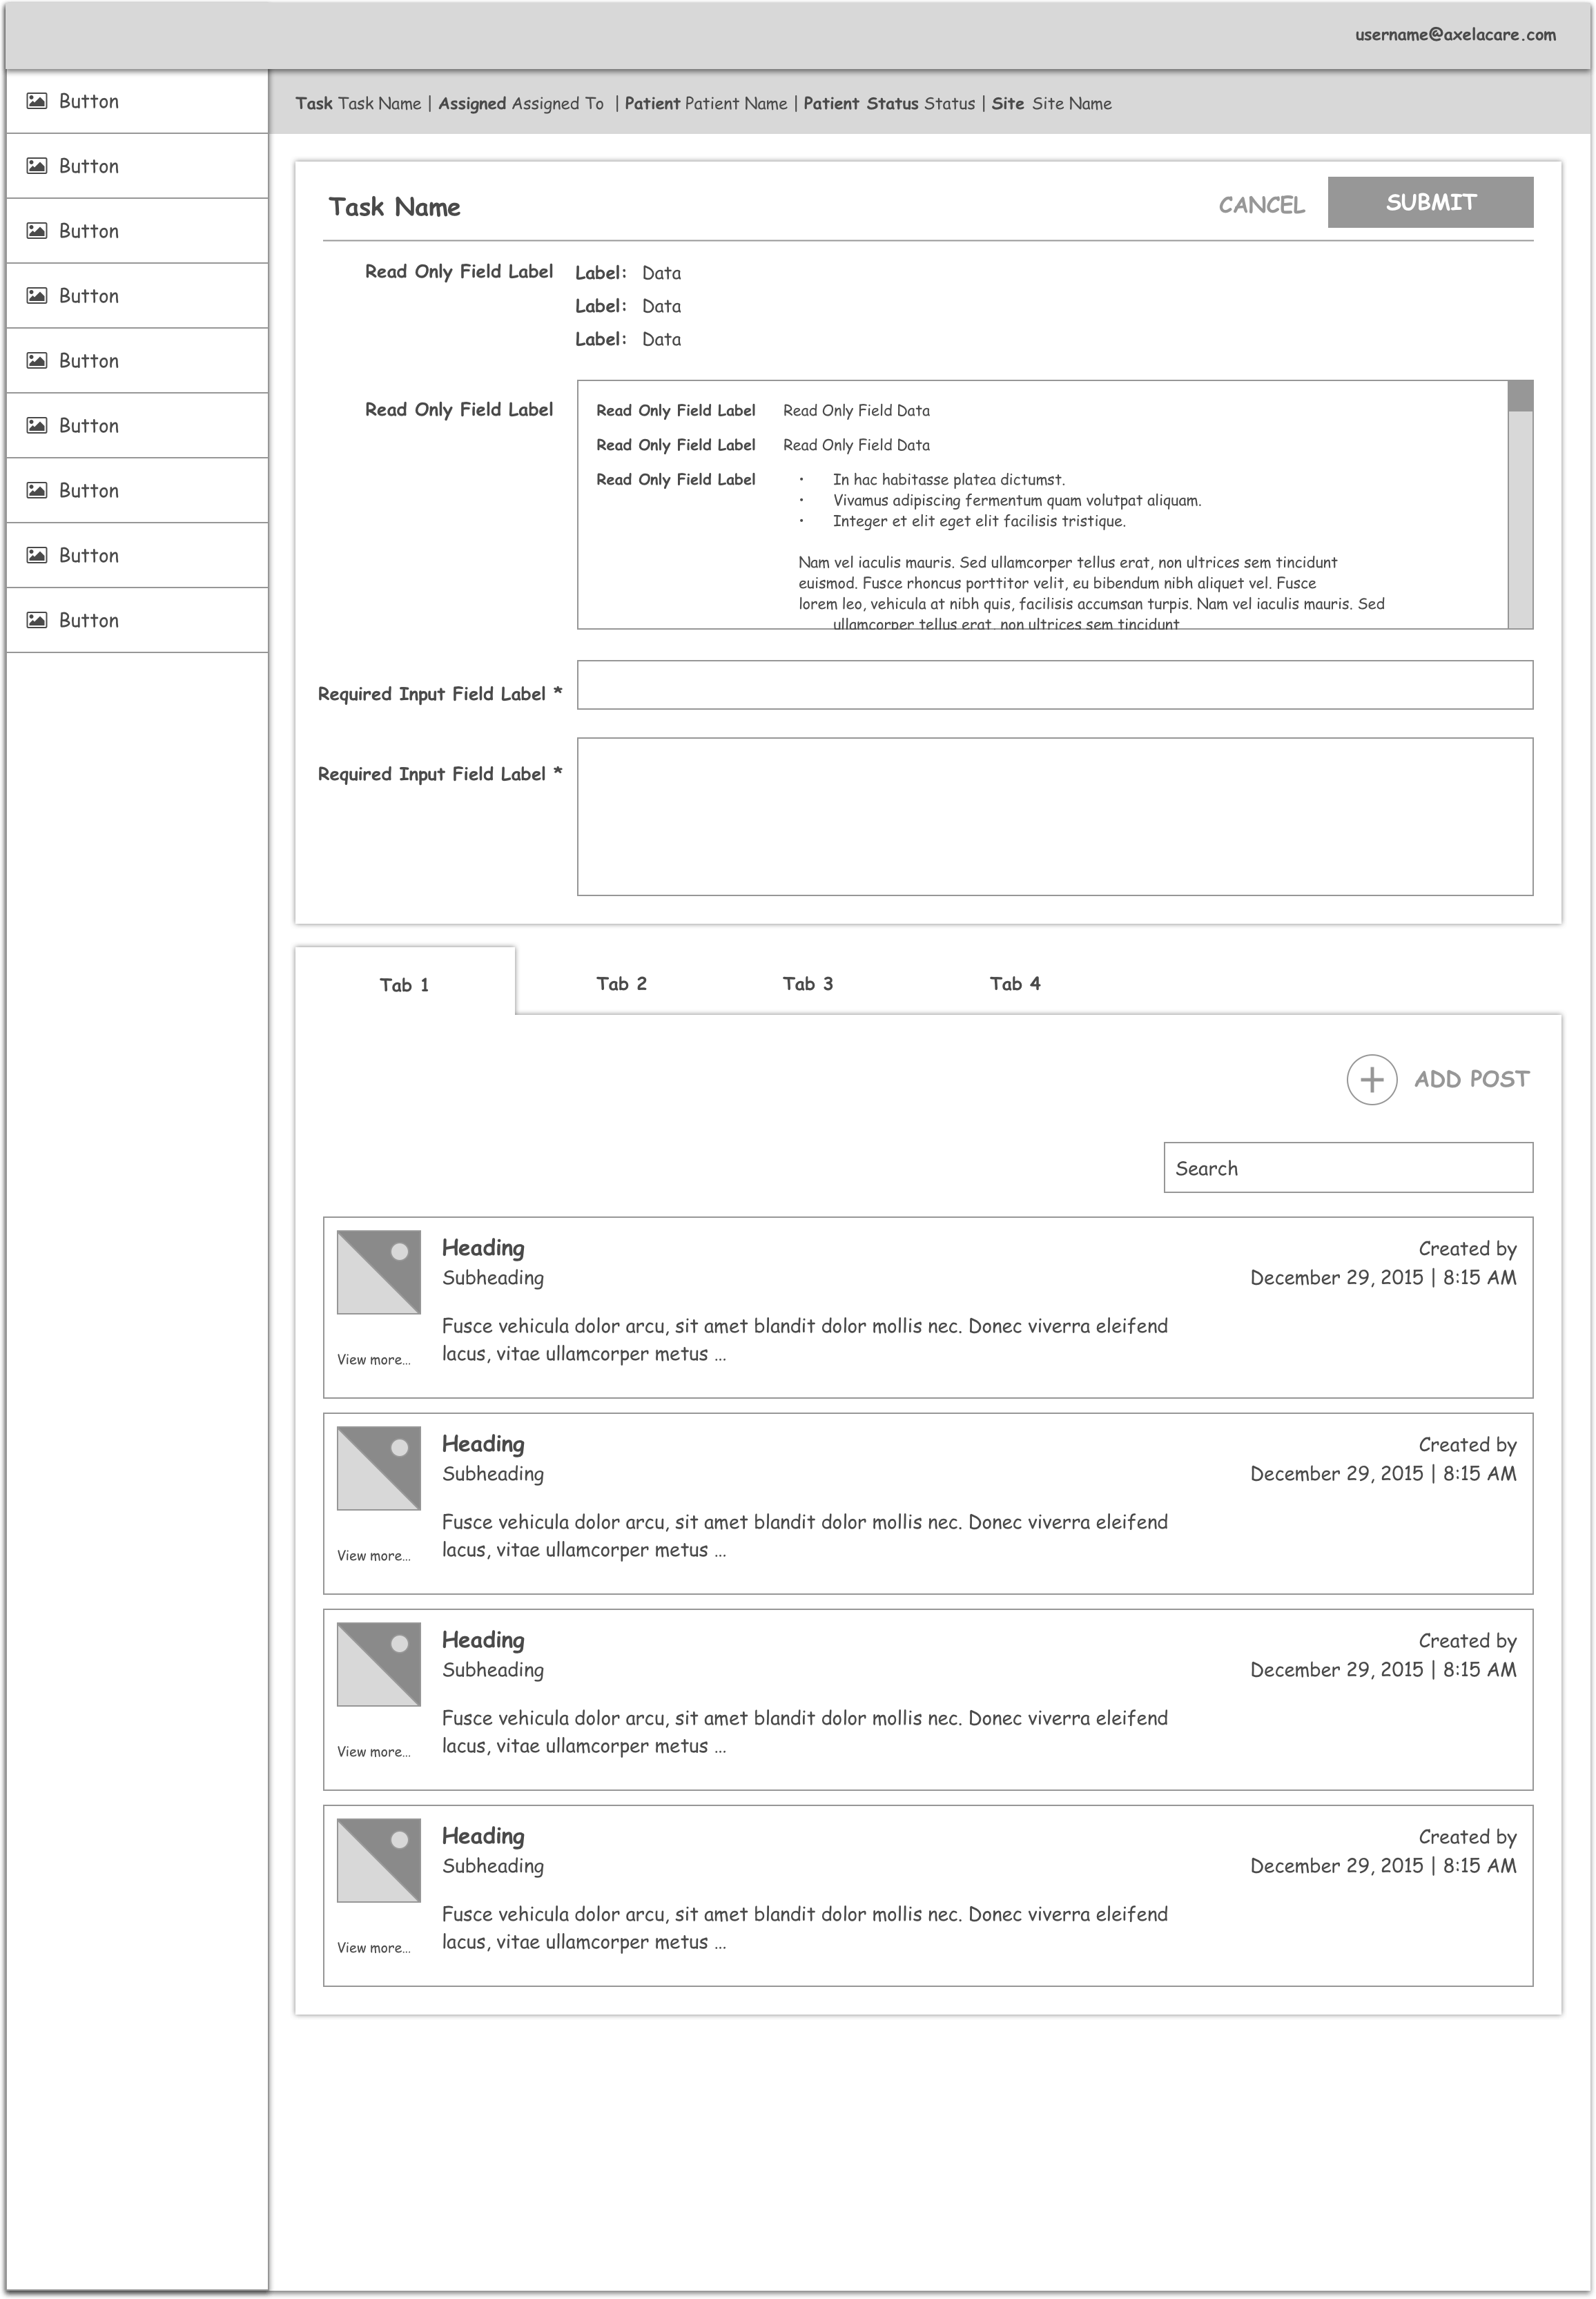 username@axelacare.com
Button
Button
Button
Button
Button
Button
Button
Button
Button
Task Task Name | Assigned Assigned To | Patient Patient Name | Patient Status Status | Site Site Name
Task Name
CANCEL
SUBMIT
Read Only Field Label
Label: Data
Label: Data
Label: Data
Read Only Field Label
Read Only Field Label Read Only Field Data
Read Only Field Label Read Only Field Data
Read Only Field Label
• In hac habitasse platea dictumst.
• Vivamus adipiscing fermentum quam volutpat aliquam.
• Integer et elit eget elit facilisis tristique.
Nam vel iaculis mauris. Sed ullamcorper tellus erat, non ultrices sem tincidunt
euismod. Fusce rhoncus porttitor velit, eu bibendum nibh aliquet vel. Fusce
lorem leo, vehicula at nibh quis, facilisis accumsan turpis. Nam vel iaculis mauris. Sed
ullamcorper tellus erat, non ultrices sem tincidunt
Required Input Field Label *
Required Input Field Label *
Tab 1
Tab 2
Tab 3
Tab 4
ADD POST
Search
Heading
Subheading
Created by
December 29, 2015 | 8:15 AM
Fusce vehicula dolor arcu, sit amet blandit dolor mollis nec. Donec viverra eleifend
lacus, vitae ullamcorper metus ...
View more...
Heading
Subheading
Created by
December 29, 2015 | 8:15 AM
Fusce vehicula dolor arcu, sit amet blandit dolor mollis nec. Donec viverra eleifend
lacus, vitae ullamcorper metus ...
View more...
Heading
Subheading
Created by
December 29, 2015 | 8:15 AM
Fusce vehicula dolor arcu, sit amet blandit dolor mollis nec. Donec viverra eleifend
lacus, vitae ullamcorper metus ...
View more...
Heading
Subheading
Created by
December 29, 2015 | 8:15 AM
Fusce vehicula dolor arcu, sit amet blandit dolor mollis nec. Donec viverra eleifend
lacus, vitae ullamcorper metus ...
View more...